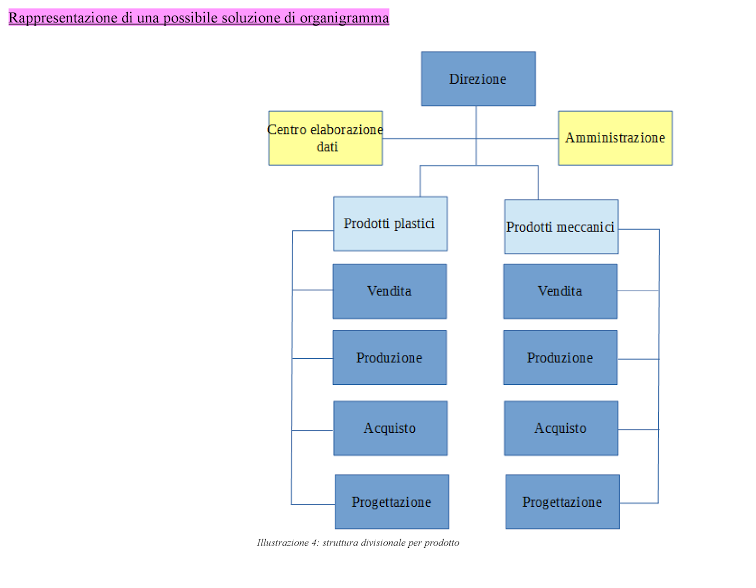 Rappresentazione di una possibile soluzione di organigramma
Direzione
Centro elaborazione
dati
Amministrazione
Prodotti plastici
Prodotti meccanici
Vendita
Vendita
Produzione
Produzione
Acquisto
Acquisto
Progettazione
Progettazione
Illustrazione 4: struttura divisionale per prodotto